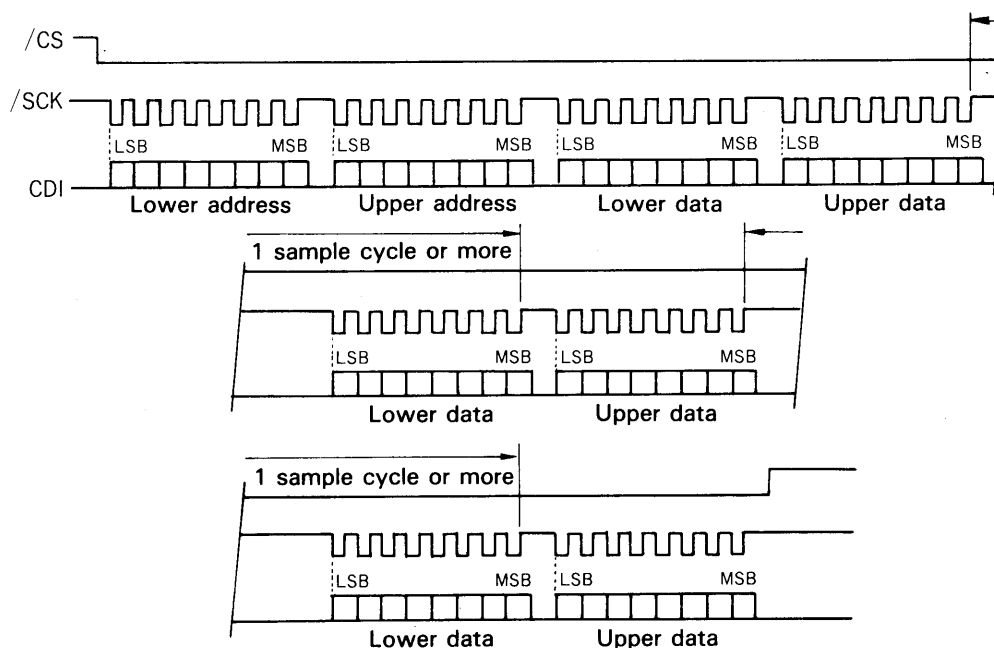 /CS
/SCK
LSB MSB LSB MSB LSB MSB LSB MSB
CDI
Lower address Upper address Lower data Upper data
1 sample cycle or more
LSB MSB LSB MSB
Lower data Upper data
1 sample cycle or more
LSB MSB LSB MSB
Lower data Upper data